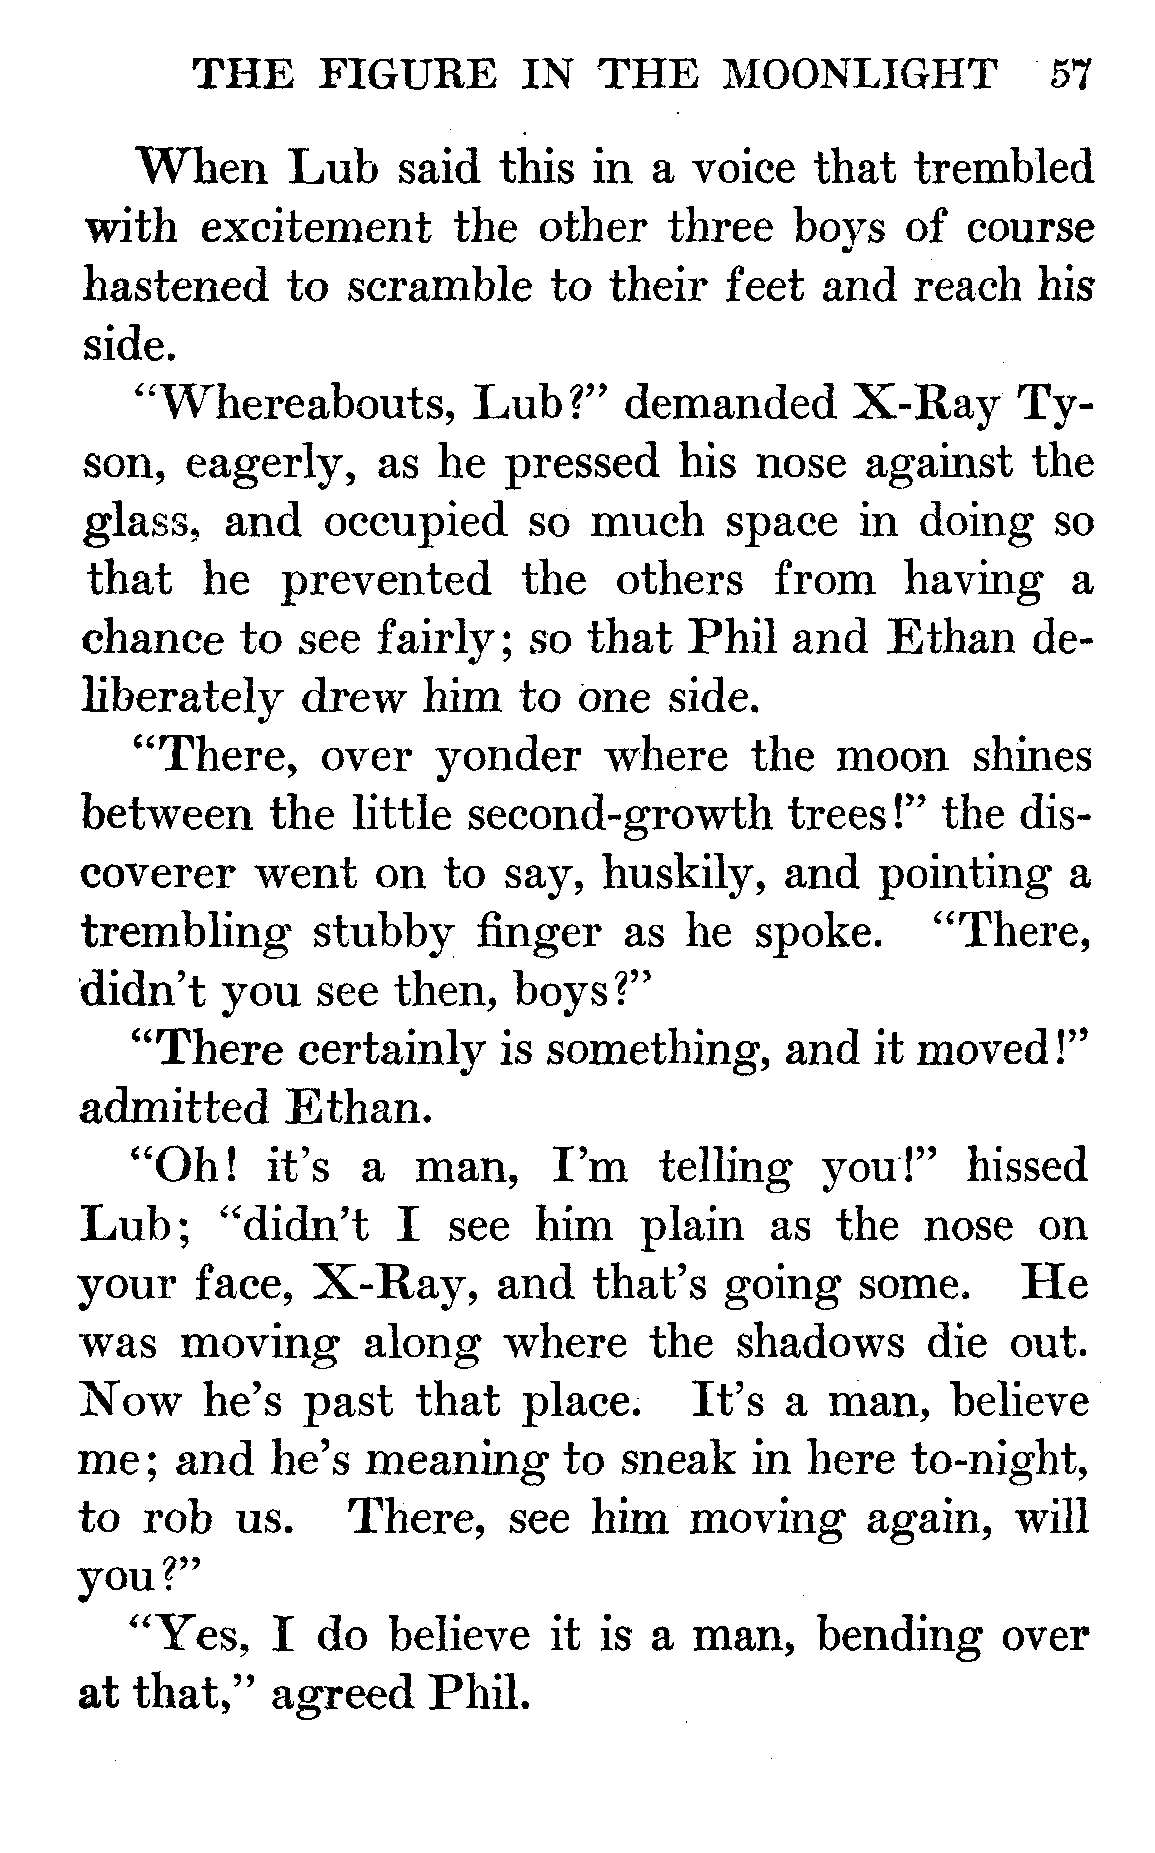 THE FIGURE IN THE MOONLIGHT 57
When Lub said this in a voice that trembled
with excitement the other three boys of course
hastened to scramble to their feet and reach his
side.
“Whereabouts, Lub?” demanded X-Ray Ty-
son, eagerly, as he pressed his nose against the
glass, and occupied so much space in doing so
that he prevented the others from having a
chance to see fairly; so that Phil and Ethan de-
liberately drew him to one side.
“There, over yonder where the moon shines
between the little second-growth trees!” the dis-
coverer went on to say, huskily, and pointing a
trembling stubby finger as he spoke. “There,
didn’t you see then, boys?”
“There certainly is something, and it moved!”
admitted Ethan.
“Oh! it’s a man, I’m telling you!” hissed
Lub; “didn’t I see him plain as the nose on
your face, X-Ray, and that’s going some. He
was moving along where the shadows die out.
Now he’s past that place. It’s a man, believe
me; and he’s meaning to sneak in here to-night,
to rob us. There, see him moving again, will
you?”
“Yes, I do believe it is a man, bending over
at that,” agreed Phil.